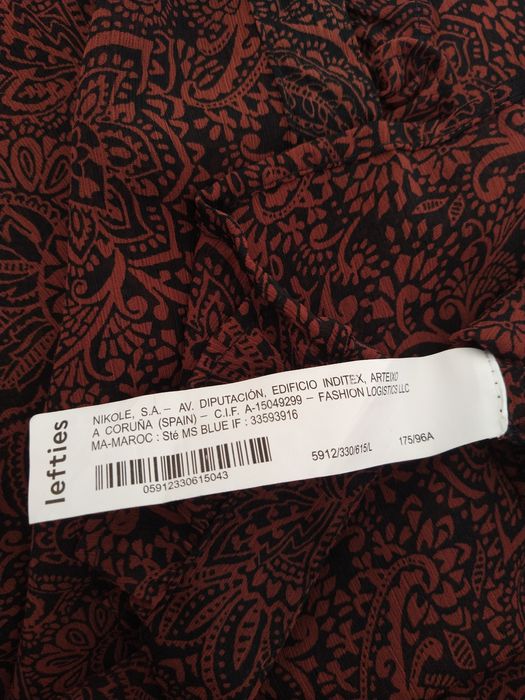 lefties
NIKOLE, S.A. – AV. DIPUTACIÓN, EDIFICIO INDITEX, ARTEIXO
A CORUÑA (SPAIN) – C.I.F. A-15049299 – FASHION LOGISTICS LLC
MA-MAROC : Sté MS BLUE IF : 33593916
05912330615043
5912/330/615/L 175/96A